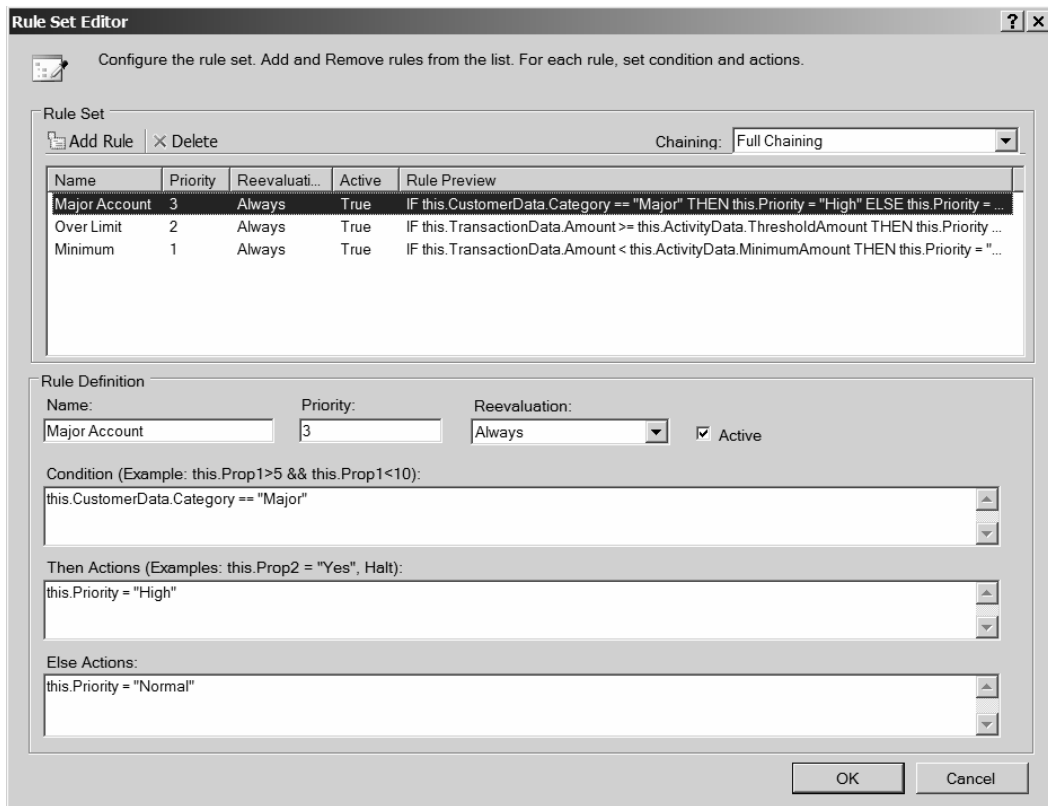 Rule Set Editor
Configure the rule set. Add and Remove rules from the list. For each rule, set condition and actions.
Rule Set
Add Rule Delete Chaining: Full Chaining
Name Priority Reevaluati... Active Rule Preview
Major Account 3 Always True IF this.CustomerData.Category == "Major" THEN this.Priority = "High" ELSE this.Priority = ...
Over Limit 2 Always True IF this.TransactionData.Amount >= this.ActivityData.ThresholdAmount THEN this.Priority ...
Minimum 1 Always True IF this.TransactionData.Amount < this.ActivityData.MinimumAmount THEN this.Priority = "...
Rule Definition
Name: Priority: Reevaluation:
Major Account 3 Always Active
Condition (Example: this.Prop1>5 && this.Prop1<10):
this.CustomerData.Category == "Major"
Then Actions (Examples: this.Prop2 = "Yes", Halt):
this.Priority = "High"
Else Actions:
this.Priority = "Normal"
OK Cancel